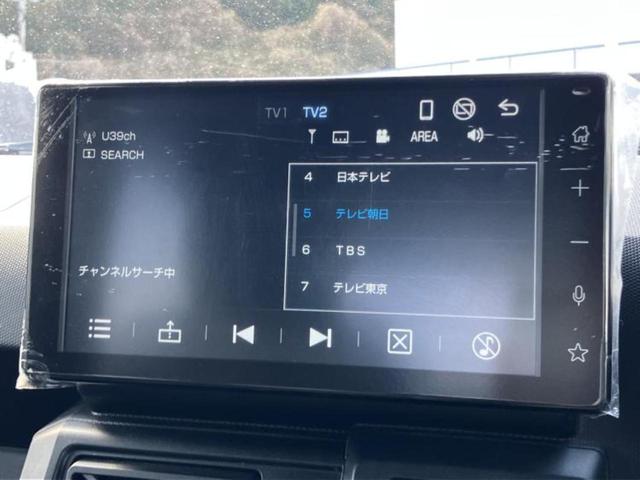 TV1 TV2
U39ch
AREA
SEARCH
4 日本テレビ
5 テレビ朝日
6 TBS
7 テレビ東京
チャンネルサーチ中